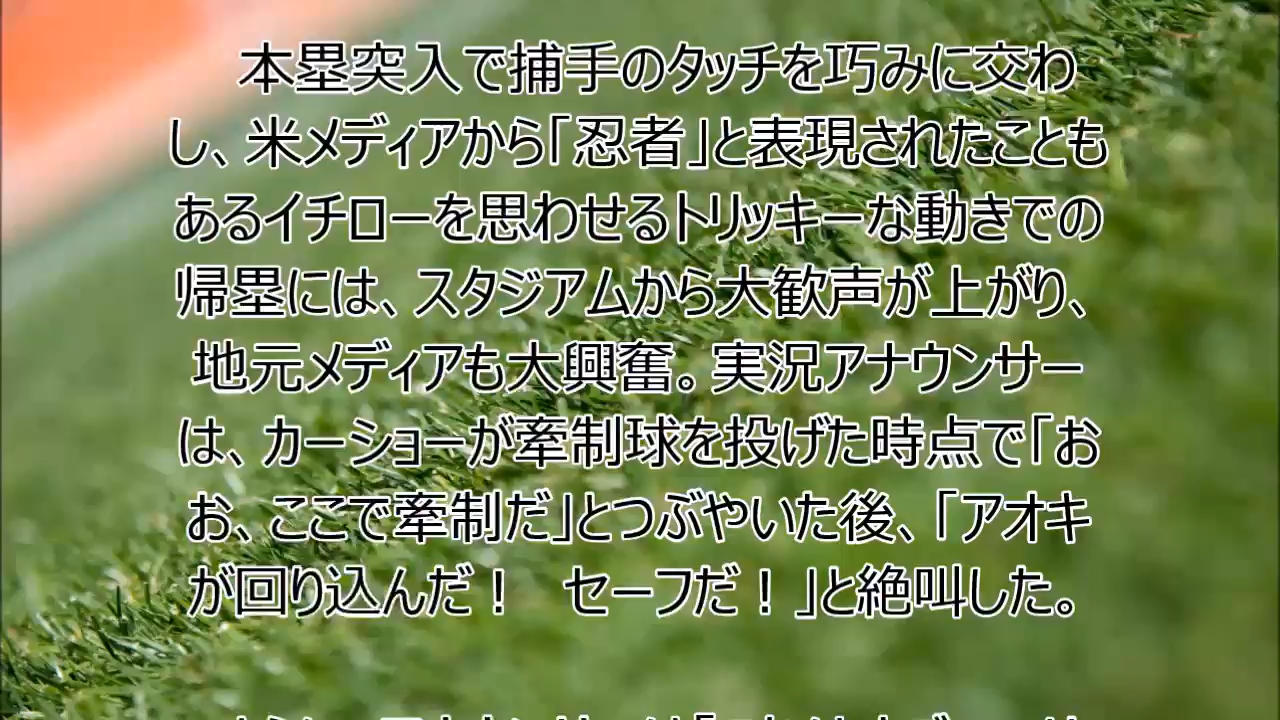 本塁突入で捕手のタッチを巧みに交わ
し、米メディアから「忍者」と表現されたことも
あるイチローを思わせるトリッキーな動きでの
帰塁には、スタジアムから大歓声が上がり、
地元メディアも大興奮。実況アナウンサー
は、カーショーが牽制球を投げた時点で「お
お、ここで牽制だ」とつぶやいた後、「アオキ
が回り込んだ！　セーフだ！」と絶叫した。